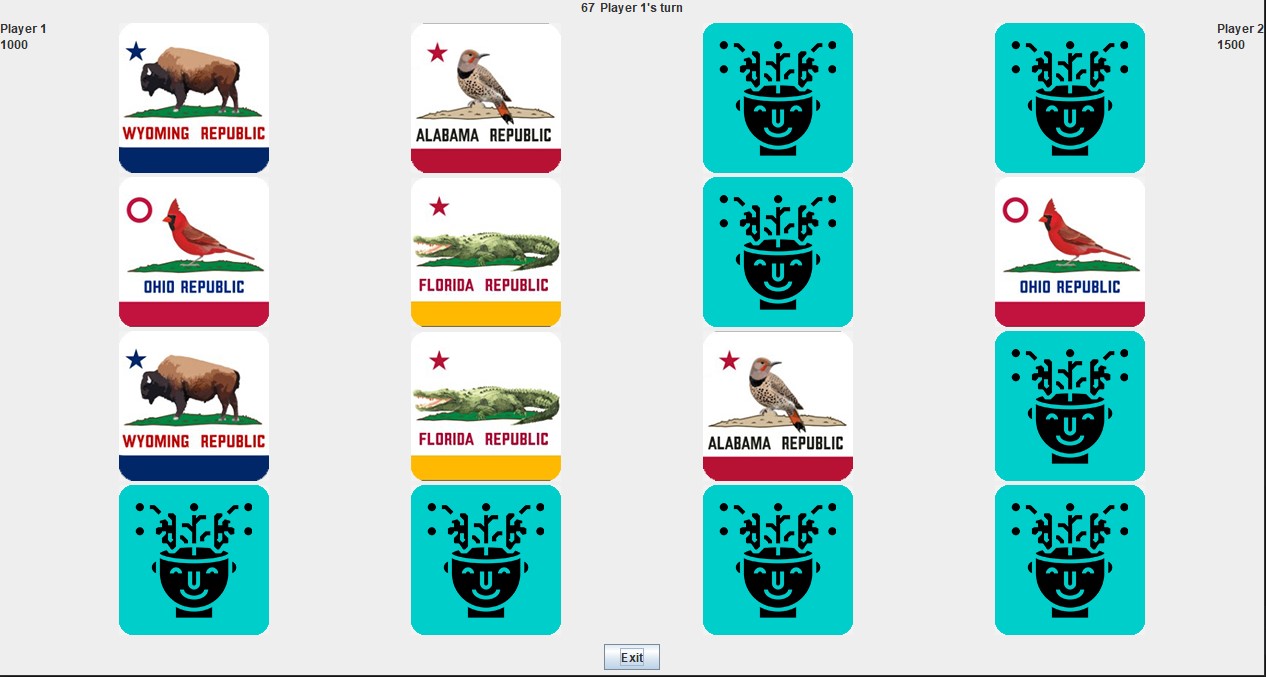 67 Player 1's turn
Player 1
1000
Player 2
1500
WYOMING REPUBLIC
ALABAMA REPUBLIC
OHIO REPUBLIC
FLORIDA REPUBLIC
OHIO REPUBLIC
WYOMING REPUBLIC
FLORIDA REPUBLIC
ALABAMA REPUBLIC
Exit